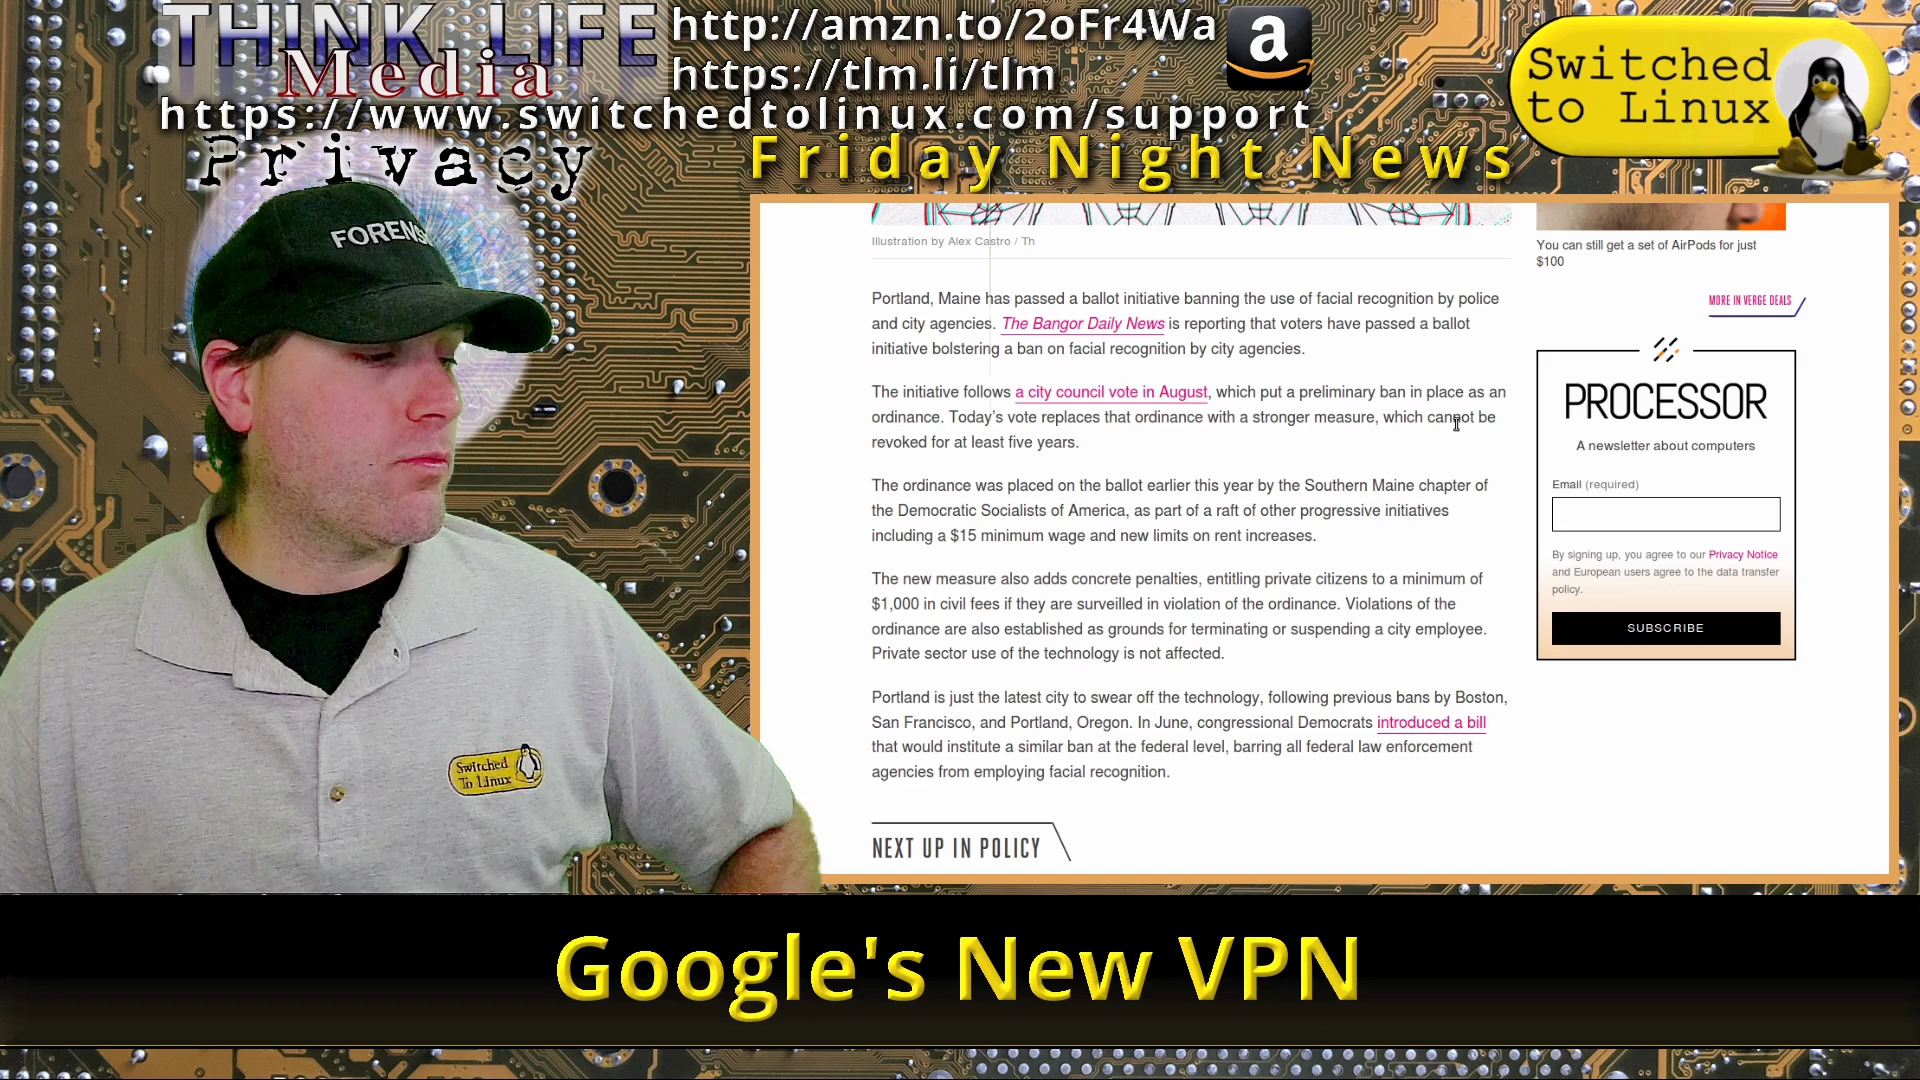 THINK LIFE
Media
http://amzn.to/2oFr4Wa
https://tlm.li/tlm
https://www.switchedtolinux.com/support
a
Switched
to Linux
Privacy
Friday Night News
FORENS
Switched
To Linux
Illustration by Alex Castro / Th
Portland, Maine has passed a ballot initiative banning the use of facial recognition by police
and city agencies. The Bangor Daily News is reporting that voters have passed a ballot
initiative bolstering a ban on facial recognition by city agencies.
The initiative follows a city council vote in August, which put a preliminary ban in place as an
ordinance. Today’s vote replaces that ordinance with a stronger measure, which cannot be
revoked for at least five years.
The ordinance was placed on the ballot earlier this year by the Southern Maine chapter of
the Democratic Socialists of America, as part of a raft of other progressive initiatives
including a $15 minimum wage and new limits on rent increases.
The new measure also adds concrete penalties, entitling private citizens to a minimum of
$1,000 in civil fees if they are surveilled in violation of the ordinance. Violations of the
ordinance are also established as grounds for terminating or suspending a city employee.
Private sector use of the technology is not affected.
Portland is just the latest city to swear off the technology, following previous bans by Boston,
San Francisco, and Portland, Oregon. In June, congressional Democrats introduced a bill
that would institute a similar ban at the federal level, barring all federal law enforcement
agencies from employing facial recognition.
NEXT UP IN POLICY
You can still get a set of AirPods for just
$100
MORE IN VERGE DEALS
PROCESSOR
A newsletter about computers
Email (required)
By signing up, you agree to our Privacy Notice
and European users agree to the data transfer
policy.
SUBSCRIBE
Google's New VPN